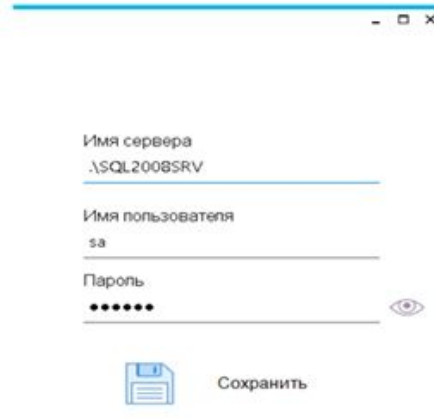 Имя сервера
.\SQL2008SRV
Имя пользователя
sa
Пароль
••••••
Сохранить